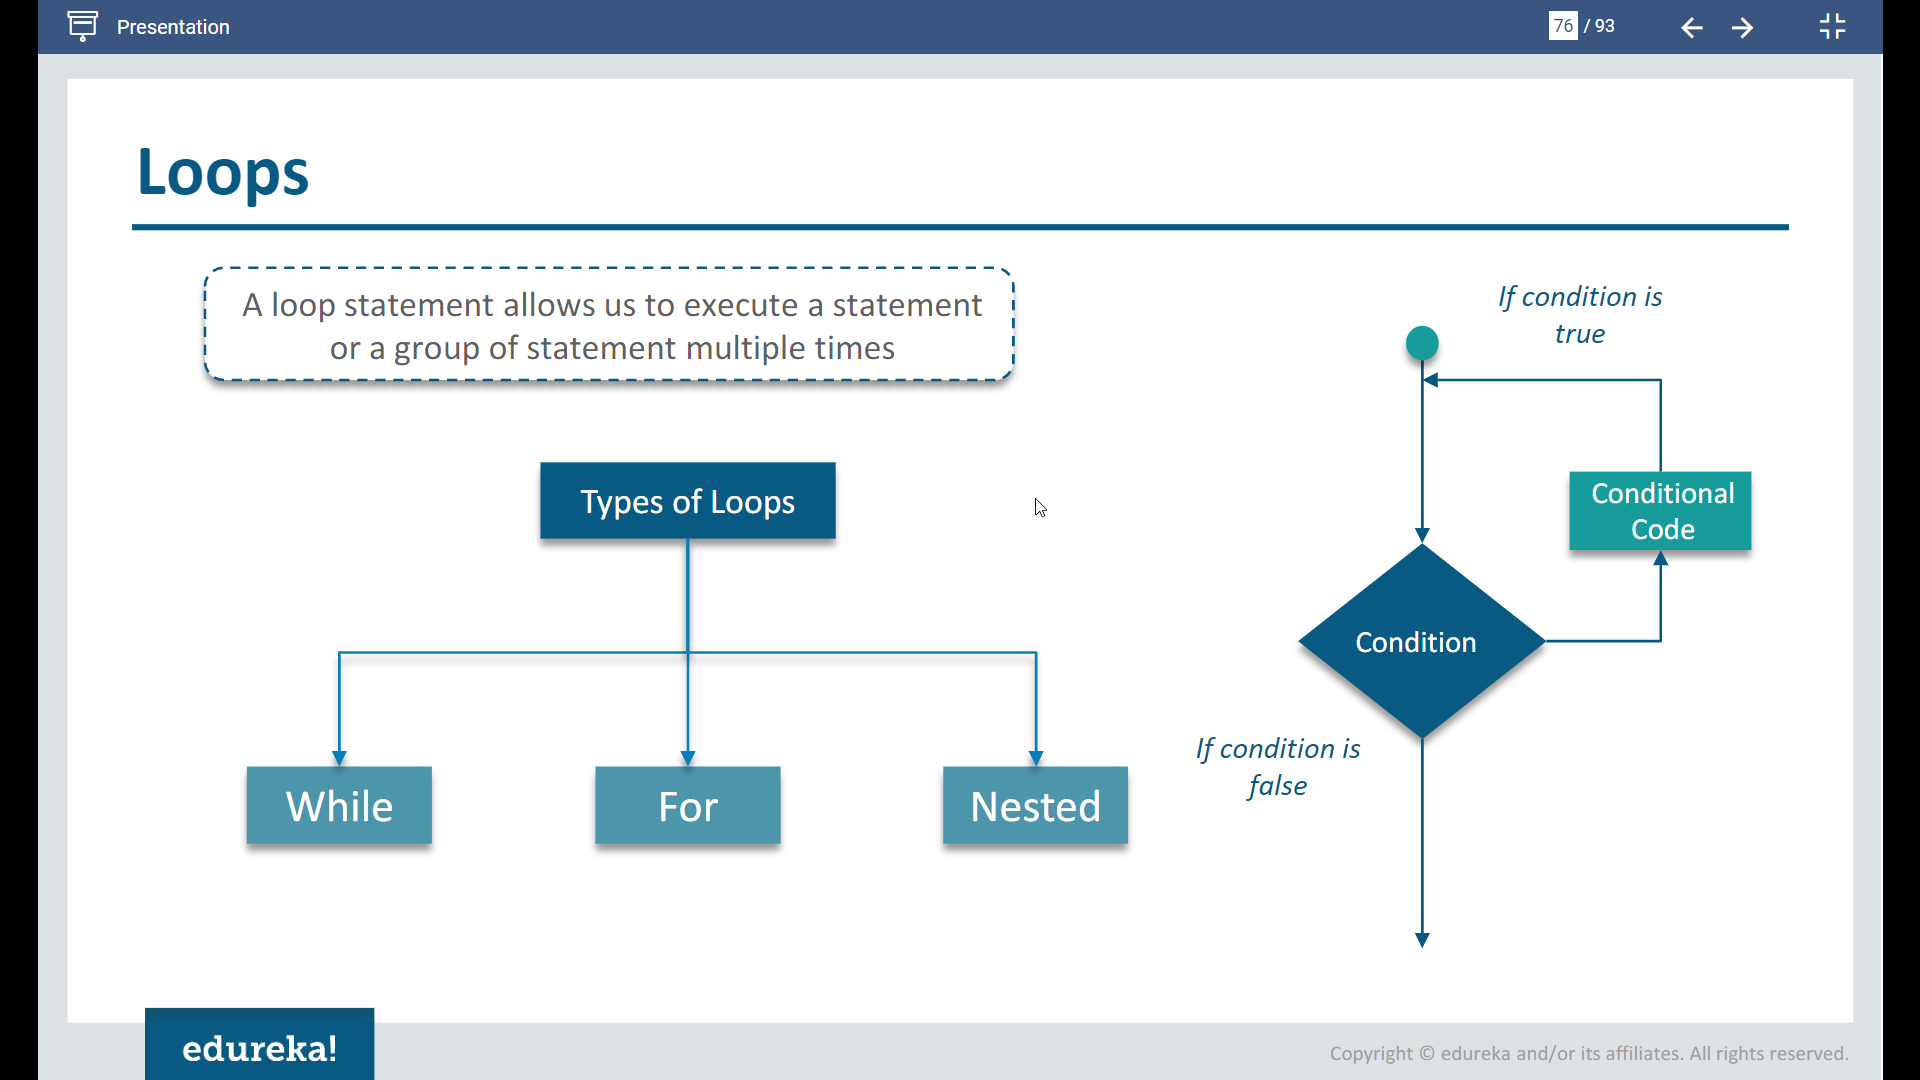 Presentation
76 / 93
Loops
A loop statement allows us to execute a statement
or a group of statement multiple times
Types of Loops
While
For
Nested
If condition is
true
Conditional
Code
Condition
If condition is
false
edureka!
Copyright © edureka and/or its affiliates. All rights reserved.